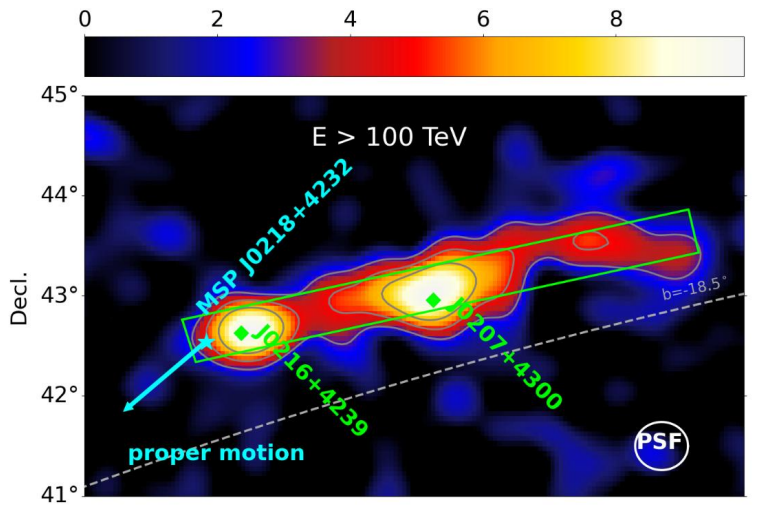 0 2 4 6 8
45°
E > 100 TeV
MSP J0218+4232
44°
Decl.
43°
b=-18.5°
J0207+4300
J0216+4239
42°
proper motion
PSF
41°